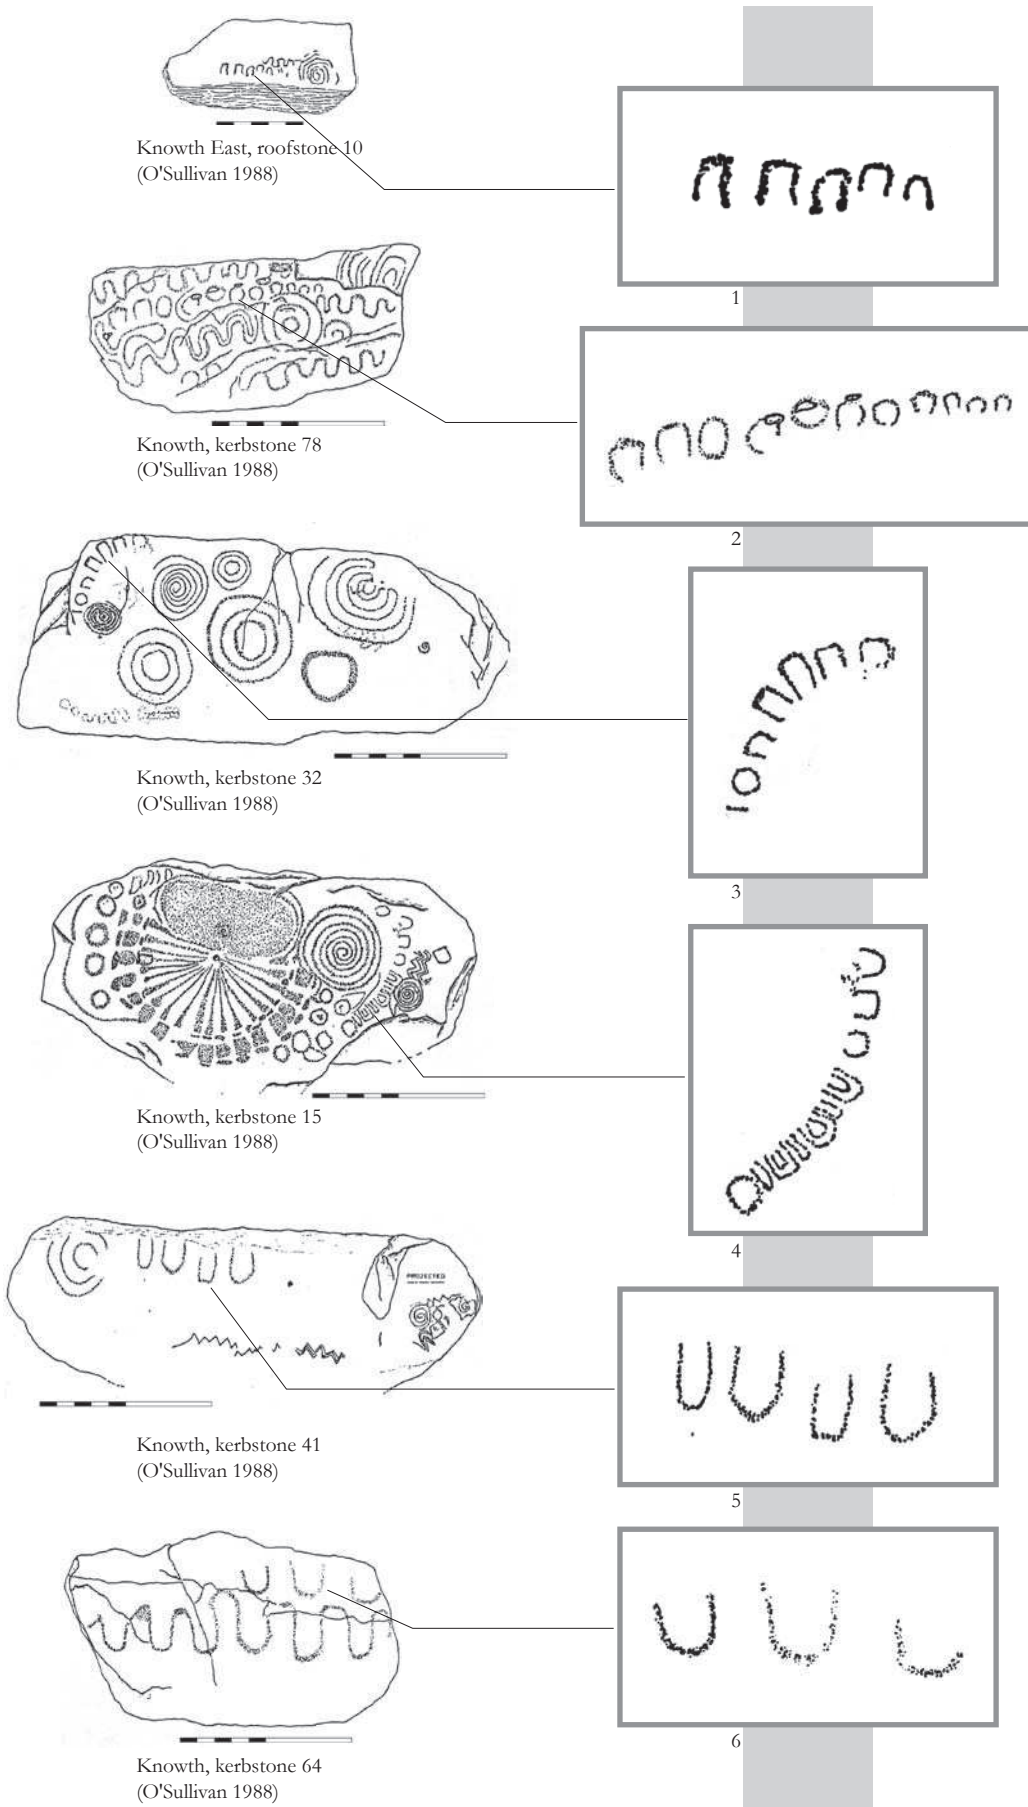 Knowth East, roofstone 10
(O'Sullivan 1988)
1
Knowth, kerbstone 78
(O'Sullivan 1988)
2
Knowth, kerbstone 32
(O'Sullivan 1988)
3
Knowth, kerbstone 15
(O'Sullivan 1988)
4
PROJECTED
Knowth, kerbstone 41
(O'Sullivan 1988)
5
Knowth, kerbstone 64
(O'Sullivan 1988)
6